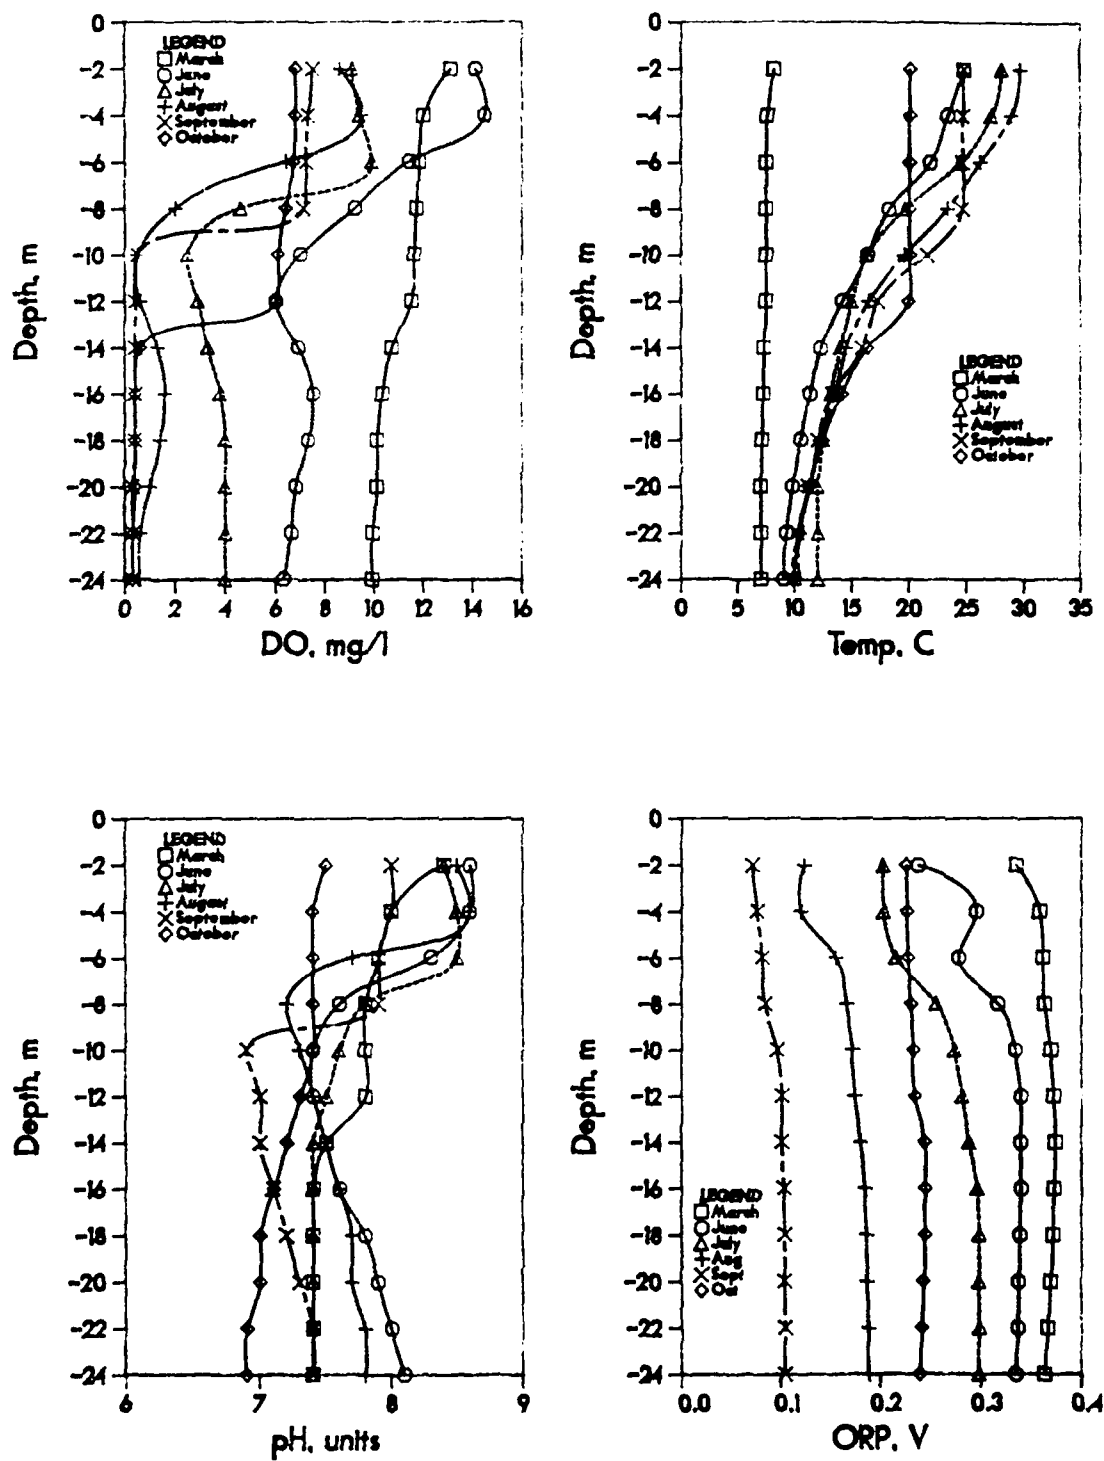 0
-2
-4
-6
-8
-10
-12
-14
-16
-18
-20
-22
-24
Depth, m
LEGEND
March
June
July
August
September
October
0 2 4 6 8 10 12 14 16
DO, mg/l
0
-2
-4
-6
-8
-10
-12
-14
-16
-18
-20
-22
-24
Depth, m
LEGEND
March
June
July
August
September
October
0 5 10 15 20 25 30 35
Temp, C
0
-2
-4
-6
-8
-10
-12
-14
-16
-18
-20
-22
-24
Depth, m
LEGEND
March
June
July
August
September
October
6 7 8 9
pH, units
0
-2
-4
-6
-8
-10
-12
-14
-16
-18
-20
-22
-24
Depth, m
LEGEND
March
June
July
Aug
Sept
Oct
0.0 0.1 0.2 0.3 0.4
ORP, V